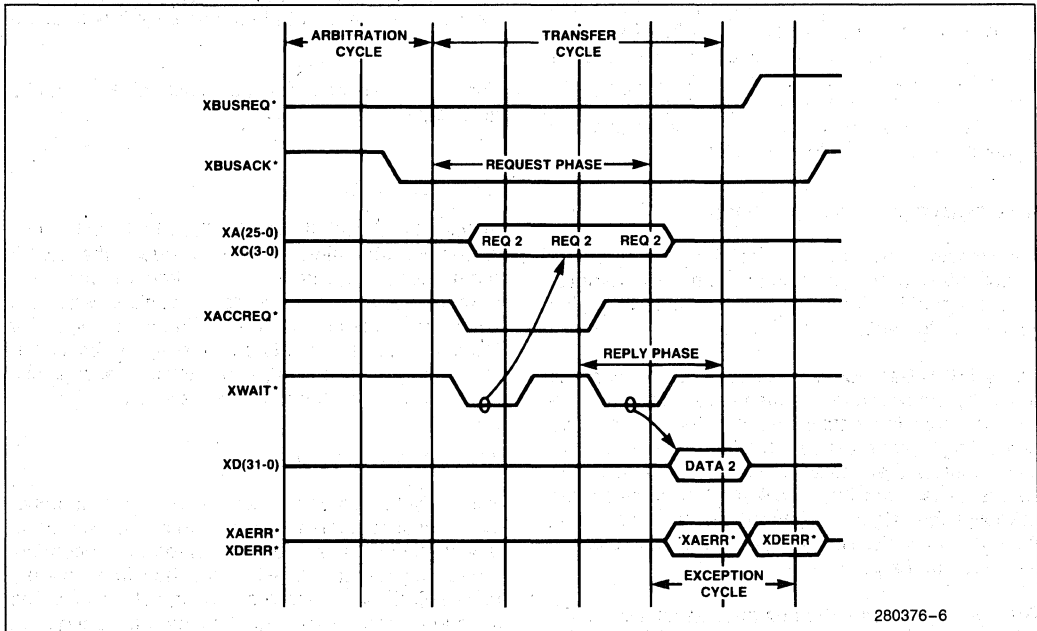 ARBITRATION
CYCLE
TRANSFER
CYCLE
XBUSREQ*
XBUSACK*
REQUEST PHASE
XA(25-0)
XC(3-0)
REQ 2 REQ 2 REQ 2
XACCREQ*
REPLY PHASE
XWAIT*
XD(31-0)
DATA 2
XAERR*
XDERR*
XAERR* XDERR*
EXCEPTION
CYCLE
280376-6